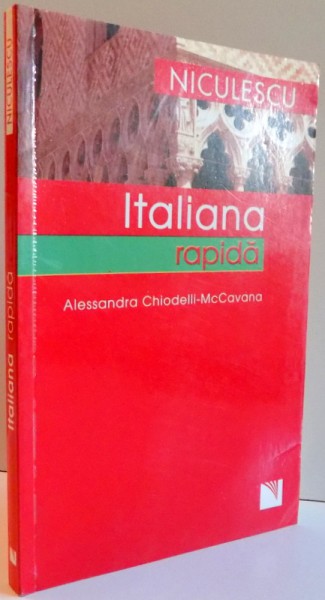 NICULESCU
Italiana
rapidă
Alessandra Chiodelli-McCavana
NICULESCU
Italiana rapidă